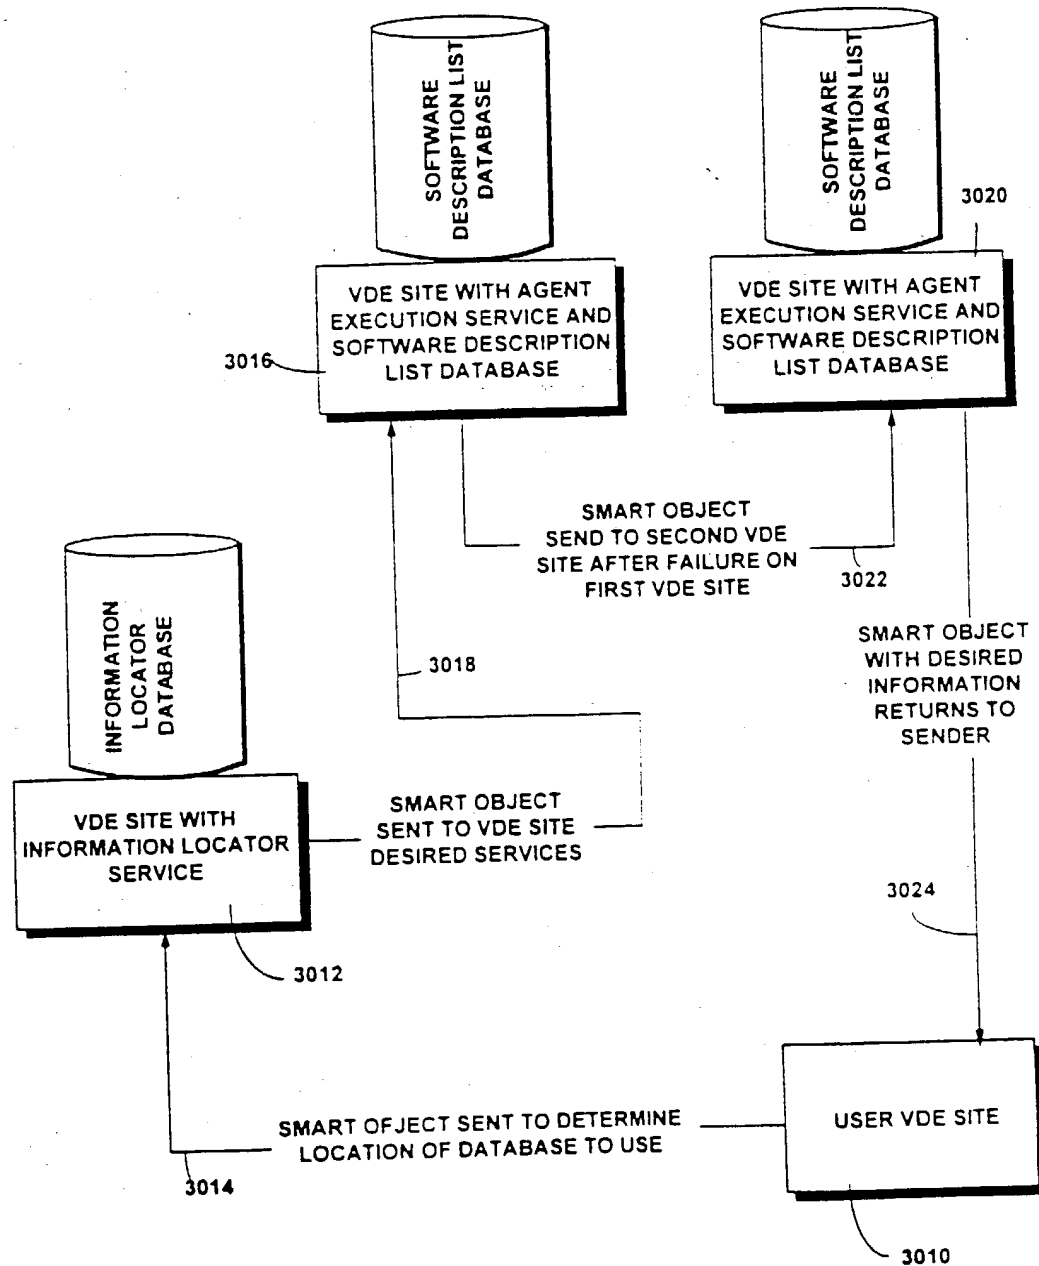 SOFTWARE
DESCRIPTION LIST
DATABASE
SOFTWARE
DESCRIPTION LIST
DATABASE
3020
VDE SITE WITH AGENT
EXECUTION SERVICE AND
SOFTWARE DESCRIPTION
LIST DATABASE
3016
VDE SITE WITH AGENT
EXECUTION SERVICE AND
SOFTWARE DESCRIPTION
LIST DATABASE
SMART OBJECT
SEND TO SECOND VDE
SITE AFTER FAILURE ON
FIRST VDE SITE
3022
INFORMATION
LOCATOR
DATABASE
3018
SMART OBJECT
WITH DESIRED
INFORMATION
RETURNS TO
SENDER
VDE SITE WITH
INFORMATION LOCATOR
SERVICE
SMART OBJECT
SENT TO VDE SITE
DESIRED SERVICES
3024
3012
SMART OFJECT SENT TO DETERMINE
LOCATION OF DATABASE TO USE
USER VDE SITE
3014
3010